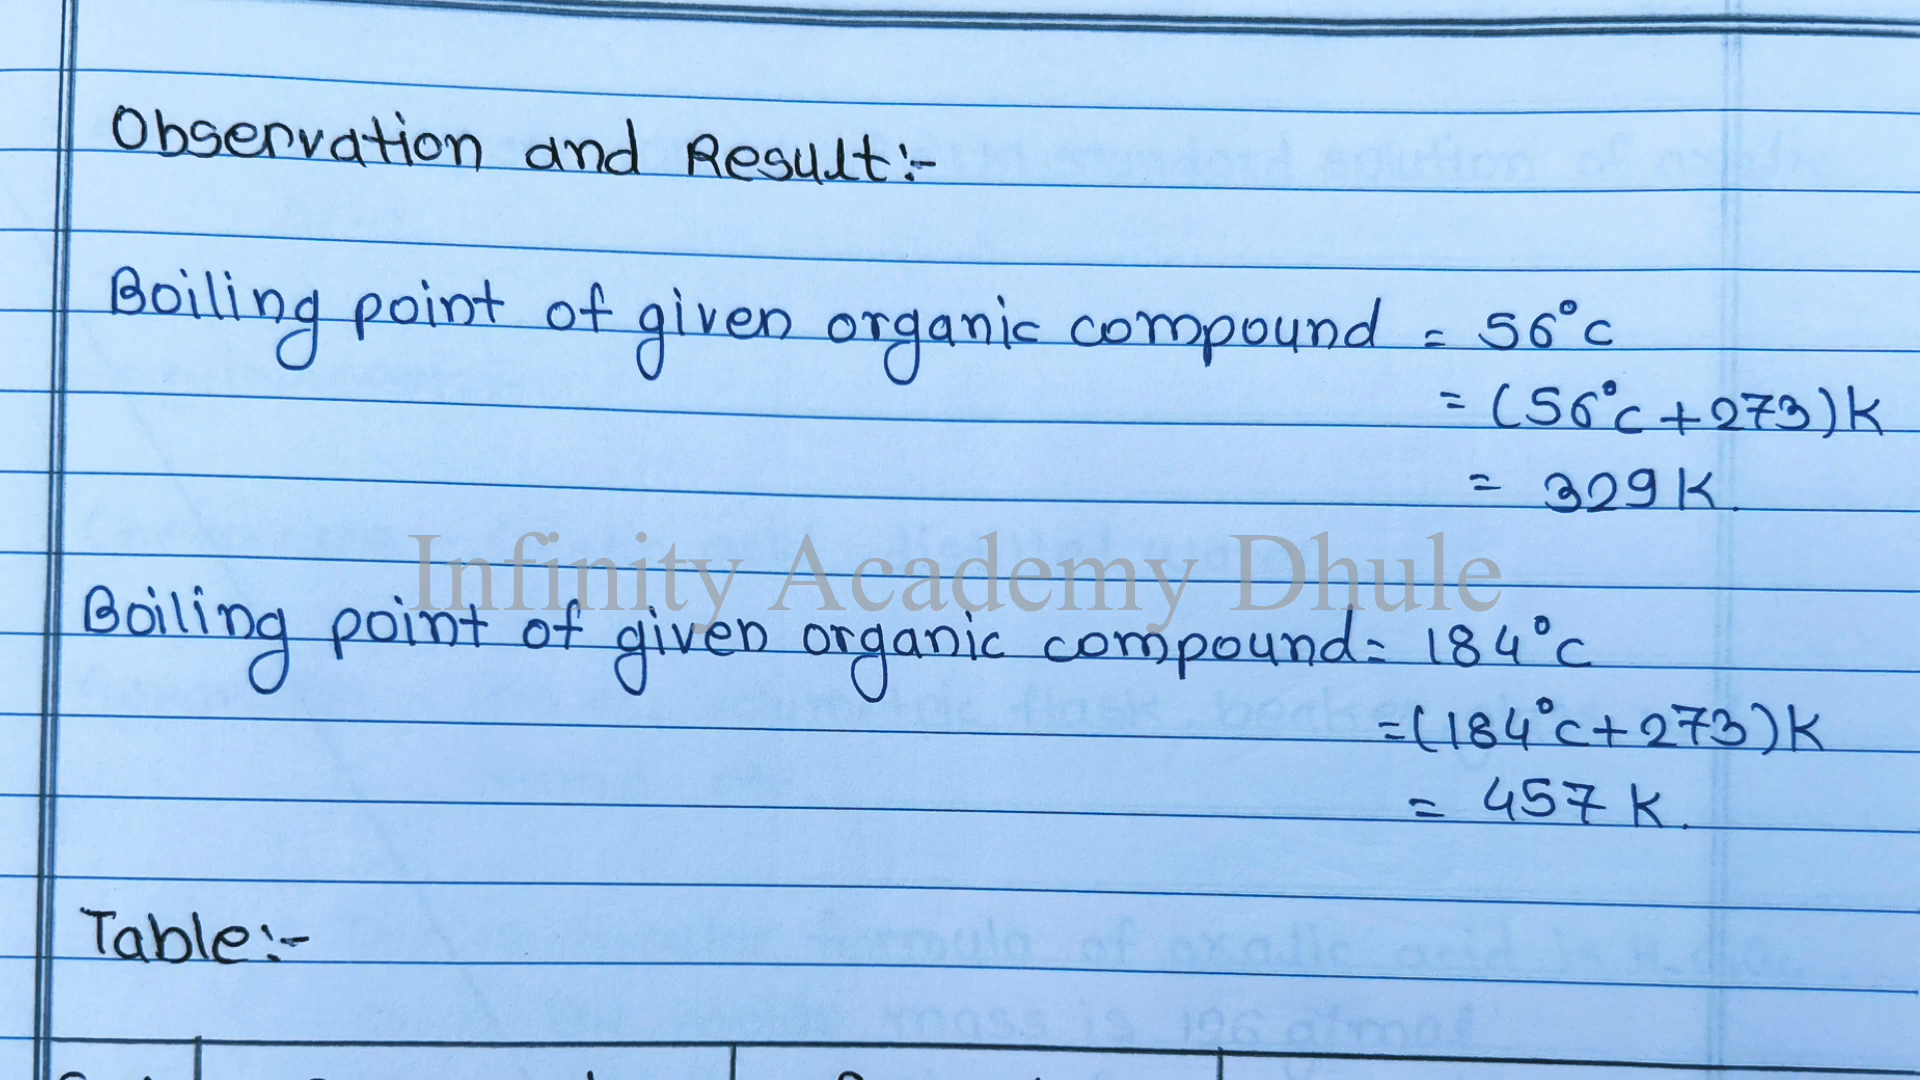 Observation and Result:-
Boiling point of given organic compound = 56°c
= (56°c + 273) K
= 329 K.
Infinity Academy Dhule
Boiling point of given organic compound = 184°c
= (184°c + 273) K
= 457 K.
Table:-